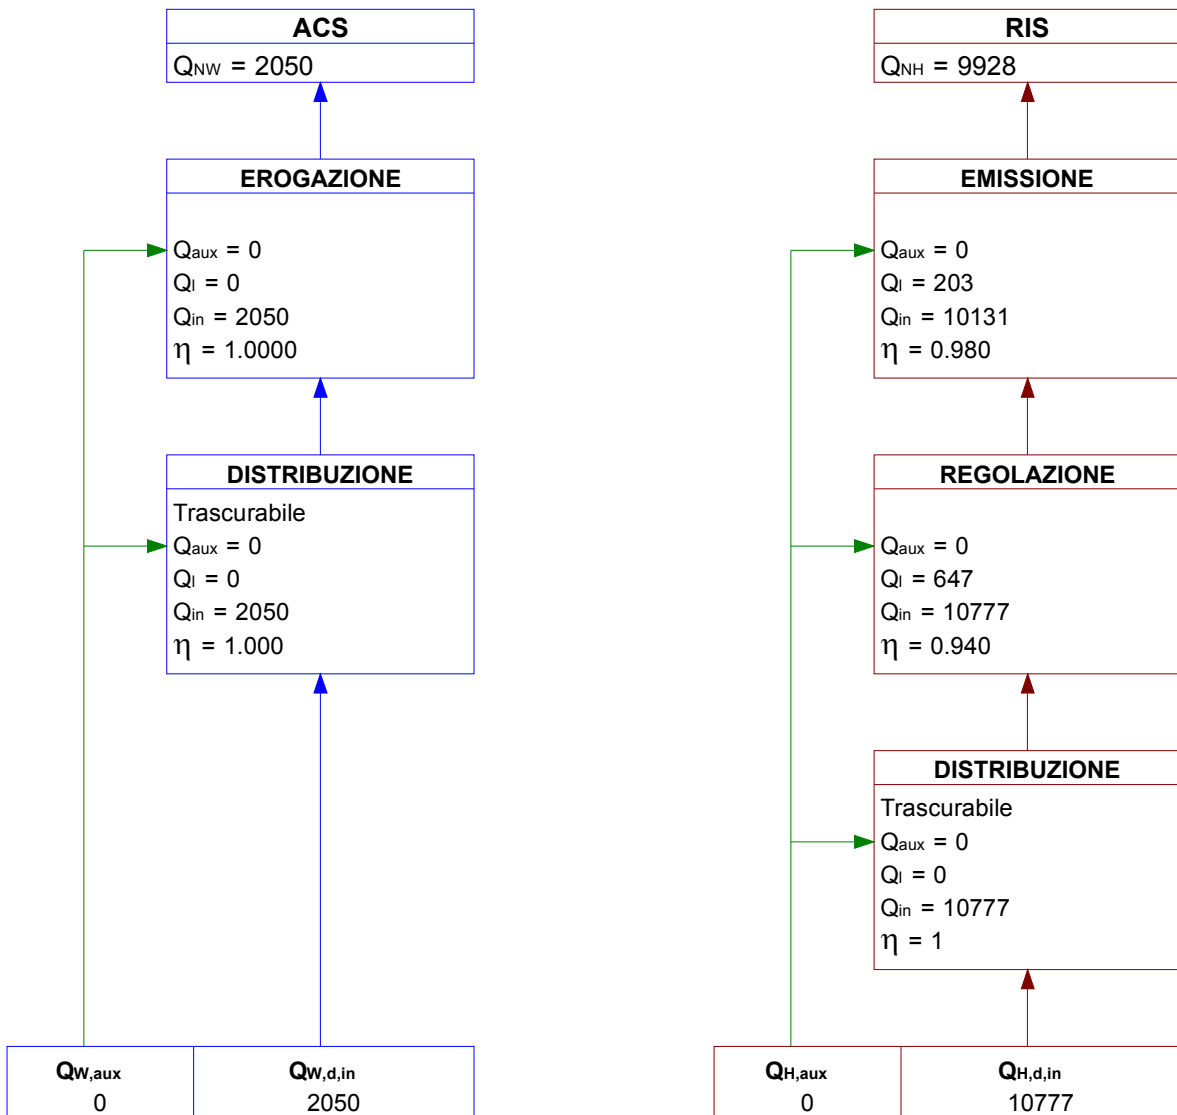 ACS
QNW = 2050
EROGAZIONE
Qaux = 0
Ql = 0
Qin = 2050
η = 1.0000
DISTRIBUZIONE
Trascurabile
Qaux = 0
Ql = 0
Qin = 2050
η = 1.000
QW,aux
0
QW,d,in
2050
RIS
QNH = 9928
EMISSIONE
Qaux = 0
Ql = 203
Qin = 10131
η = 0.980
REGOLAZIONE
Qaux = 0
Ql = 647
Qin = 10777
η = 0.940
DISTRIBUZIONE
Trascurabile
Qaux = 0
Ql = 0
Qin = 10777
η = 1
QH,aux
0
QH,d,in
10777